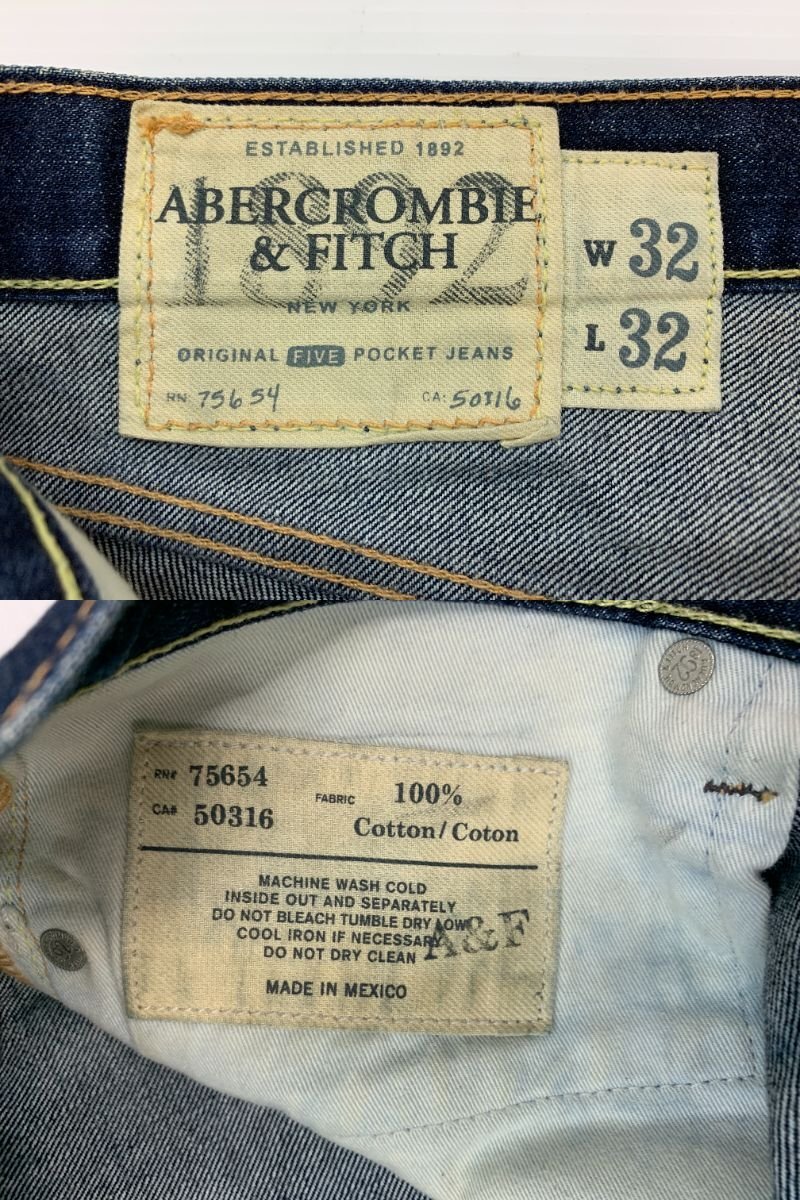 ESTABLISHED 1892
1892
ABERCROMBIE
& FITCH
NEW YORK
ORIGINAL FIVE POCKET JEANS
RN: 75654 CA: 50316
W 32
L 32
RN# 75654
CA# 50316
FABRIC 100%
Cotton/Coton
MACHINE WASH COLD
INSIDE OUT AND SEPARATELY
DO NOT BLEACH TUMBLE DRY LOW
COOL IRON IF NECESSARY
DO NOT DRY CLEAN
A&F
MADE IN MEXICO